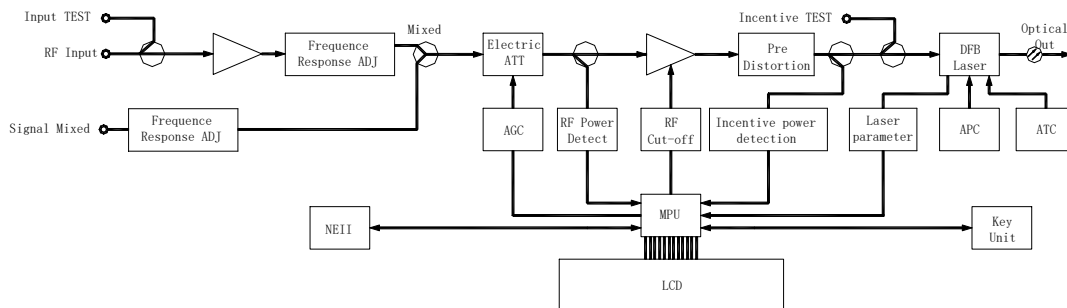 Input TEST
RF Input
Signal Mixed
Frequence
Response ADJ
Frequence
Response ADJ
Mixed
Electric
ATT
AGC
RF Power
Detect
RF
Cut-off
Pre
Distortion
Incentive TEST
Incentive power
detection
Laser
parameter
DFB
Laser
Optical
Out
APC
ATC
MPU
NEII
Key
Unit
LCD